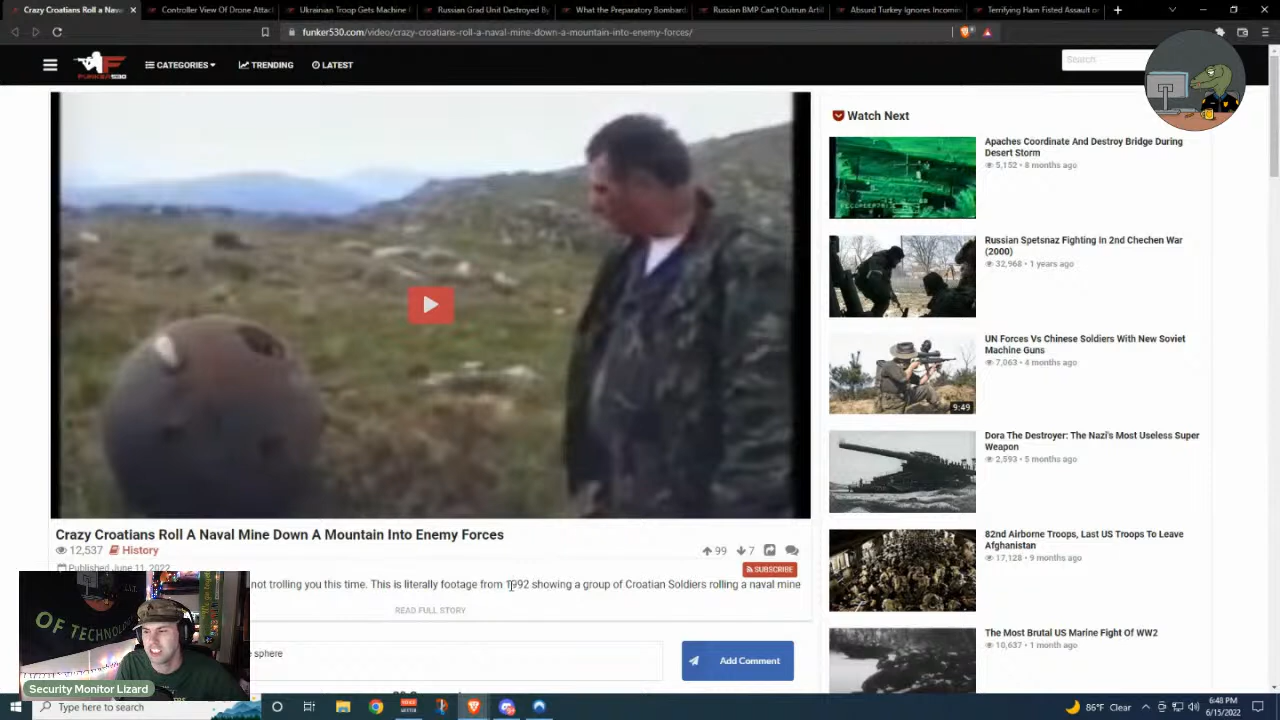 Crazy Croatians Roll a Nava
Controller View Of Drone Attac
Ukrainian Troop Gets Machine
Russian Grad Unit Destroyed By
What the Preparatory Bombard
Russian BMP Can't Outrun Artil
Absurd Turkey Ignores Incomin
Terrifying Ham Fisted Assault o
funker530.com/video/crazy-croatians-roll-a-naval-mine-down-a-mountain-into-enemy-forces/
FUNKER530
CATEGORIES
TRENDING
LATEST
Search
Watch Next
Apaches Coordinate And Destroy Bridge During
Desert Storm
5,152 • 8 months ago
Russian Spetsnaz Fighting In 2nd Chechen War
(2000)
32,968 • 1 years ago
UN Forces Vs Chinese Soldiers With New Soviet
Machine Guns
7,063 • 4 months ago
9:49
Dora The Destroyer: The Nazi's Most Useless Super
Weapon
2,593 • 5 months ago
82nd Airborne Troops, Last US Troops To Leave
Afghanistan
17,128 • 9 months ago
The Most Brutal US Marine Fight Of WW2
10,637 • 1 month ago
Crazy Croatians Roll A Naval Mine Down A Mountain Into Enemy Forces
12,537 History
99 7
Published June 11, 2022
SUBSCRIBE
not trolling you this time. This is literally footage from 1992 showing a group of Croatian Soldiers rolling a naval mine
READ FULL STORY
e sphere
Add Comment
OF TECHNOLO
Security Monitor Lizard
Type here to search
86°F Clear
6:48 PM
6/15/2022